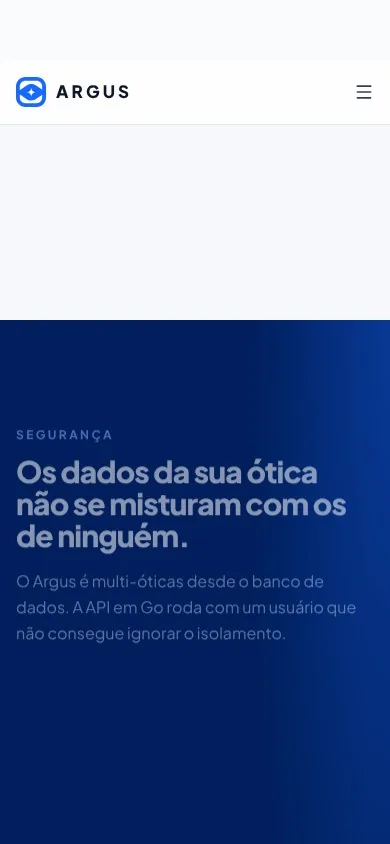 ARGUS
SEGURANÇA
Os dados da sua ótica
não se misturam com os
de ninguém.
O Argus é multi-óticas desde o banco de
dados. A API em Go roda com um usuário que
não consegue ignorar o isolamento.